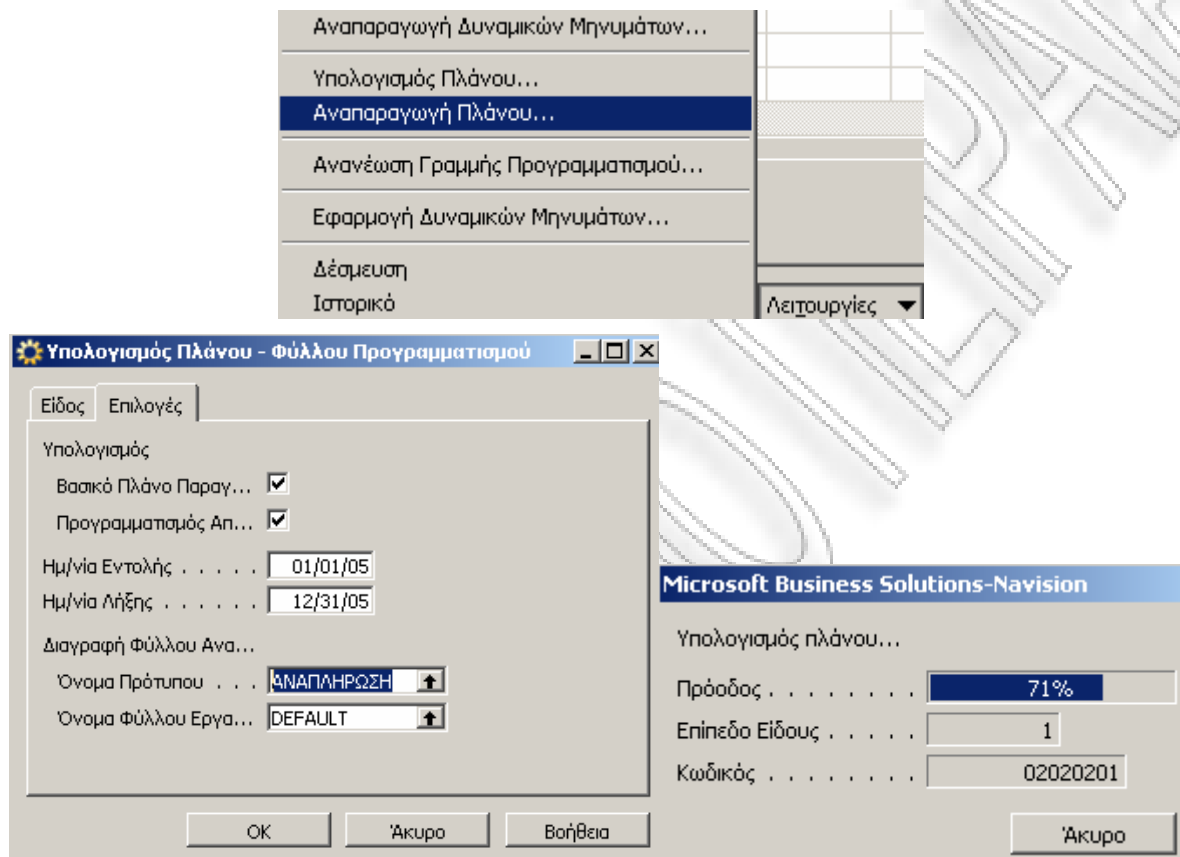 Αναπαραγωγή Δυναμικών Μηνυμάτων...
Υπολογισμός Πλάνου...
Αναπαραγωγή Πλάνου...
Ανανέωση Γραμμής Προγραμματισμού...
Εφαρμογή Δυναμικών Μηνυμάτων...
Δέσμευση
Ιστορικό
Λειτουργίες
Υπολογισμός Πλάνου - Φύλλου Προγραμματισμού
Είδος Επιλογές
Υπολογισμός
Βασικό Πλάνο Παραγ...
Προγραμματισμός Απ...
Ημ/νία Εντολής . . . . . 01/01/05
Ημ/νία Λήξης . . . . . . 12/31/05
Διαγραφή Φύλλου Ανα...
Όνομα Πρότυπου . . . ΑΝΑΠΛΗΡΩΣΗ
Όνομα Φύλλου Εργα... DEFAULT
OK Άκυρο Βοήθεια
Microsoft Business Solutions-Navision
Υπολογισμός πλάνου...
Πρόοδος . . . . . . . . 71%
Επίπεδο Είδους . . . . . 1
Κωδικός . . . . . . . . 02020201
Άκυρο